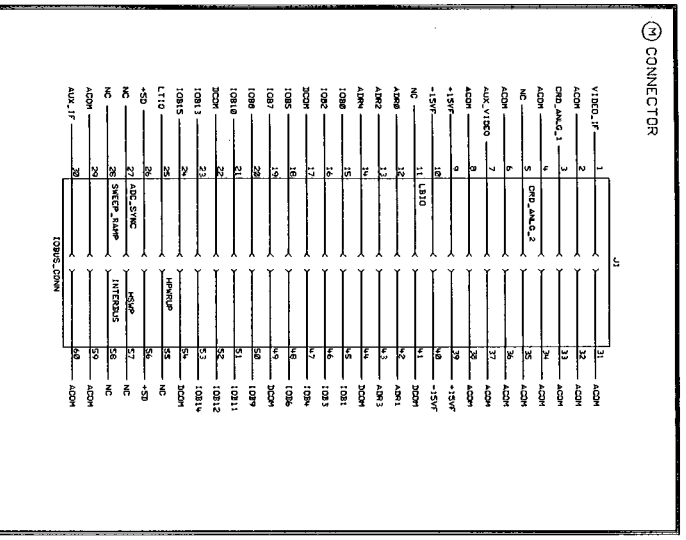 M CONNECTOR
J1
VIDEO_IF 1 31 ACOM
ACOM 2 32 ACOM
CRD_ANLG_1 3 33 ACOM
ACOM 4 34 ACOM
NC 5 CRD_ANLG_2 35 ACOM
ACOM 6 36 ACOM
AUX_VIDEO 7 37 ACOM
ACOM 8 38 ACOM
+15VF 9 39 +15VF
-15VF 10 40 -15VF
NC 11 LBIO 41 DCOM
ADR0 12 42 ADR1
ADR2 13 43 ADR3
ADR4 14 44 DCOM
IOB0 15 45 IOB1
IOB2 16 46 IOB3
DCOM 17 47 IOB4
IOB5 18 48 IOB6
IOB7 19 49 DCOM
IOB8 20 50 IOB9
IOB10 21 51 IOB11
DCOM 22 52 IOB12
IOB13 23 53 IOB14
IOB15 24 54 DCOM
LTIO 25 HPWRUP 55 NC
+5D 26 56 +5D
NC 27 ADC_SYNC HSWP 57 NC
NC 28 SWEEP_RAMP INTERBUS 58 NC
ACOM 29 59 ACOM
AUX_IF 30 60 ACOM
IOBUS_CONN